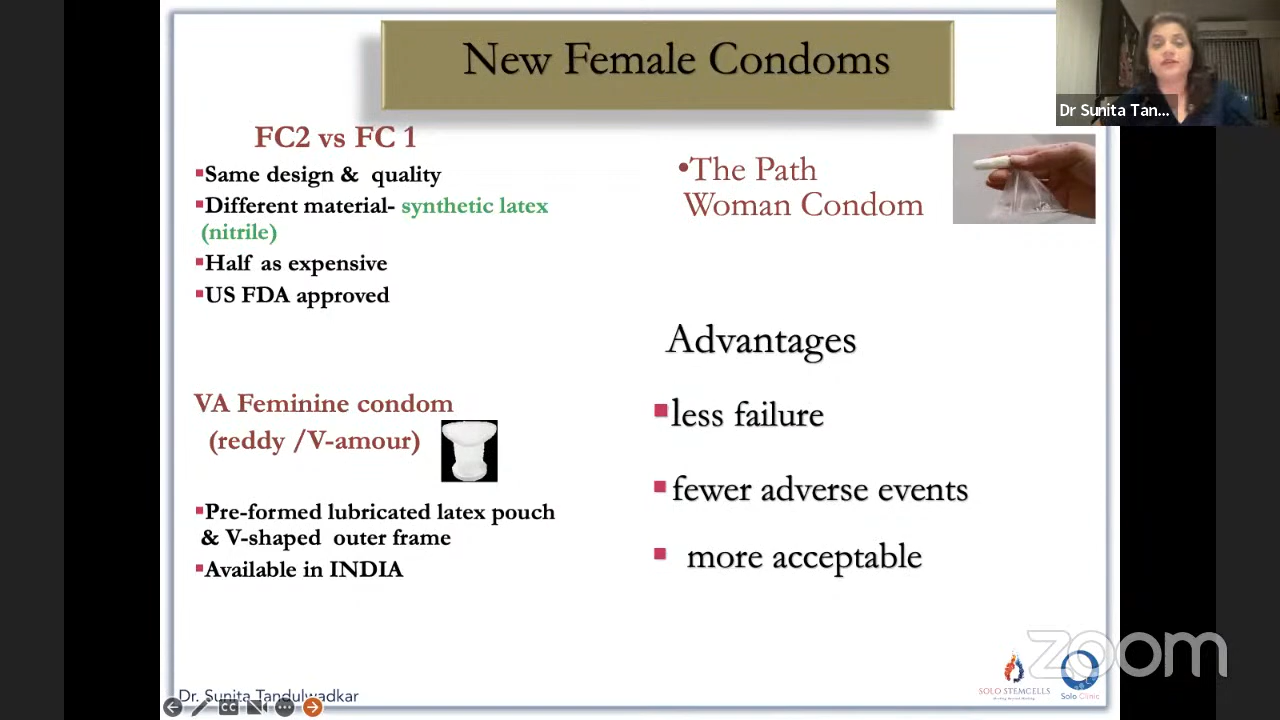 New Female Condoms
Dr Sunita Tan...
FC2 vs FC 1
Same design & quality
Different material- synthetic latex
(nitrile)
Half as expensive
US FDA approved
VA Feminine condom
(reddy /V-amour)
Pre-formed lubricated latex pouch
& V-shaped outer frame
Available in INDIA
•The Path
Woman Condom
Advantages
less failure
fewer adverse events
more acceptable
zoom
SOLO STEMCELLS
Solo Clinic
Dr. Sunita Tandulwadkar
CC